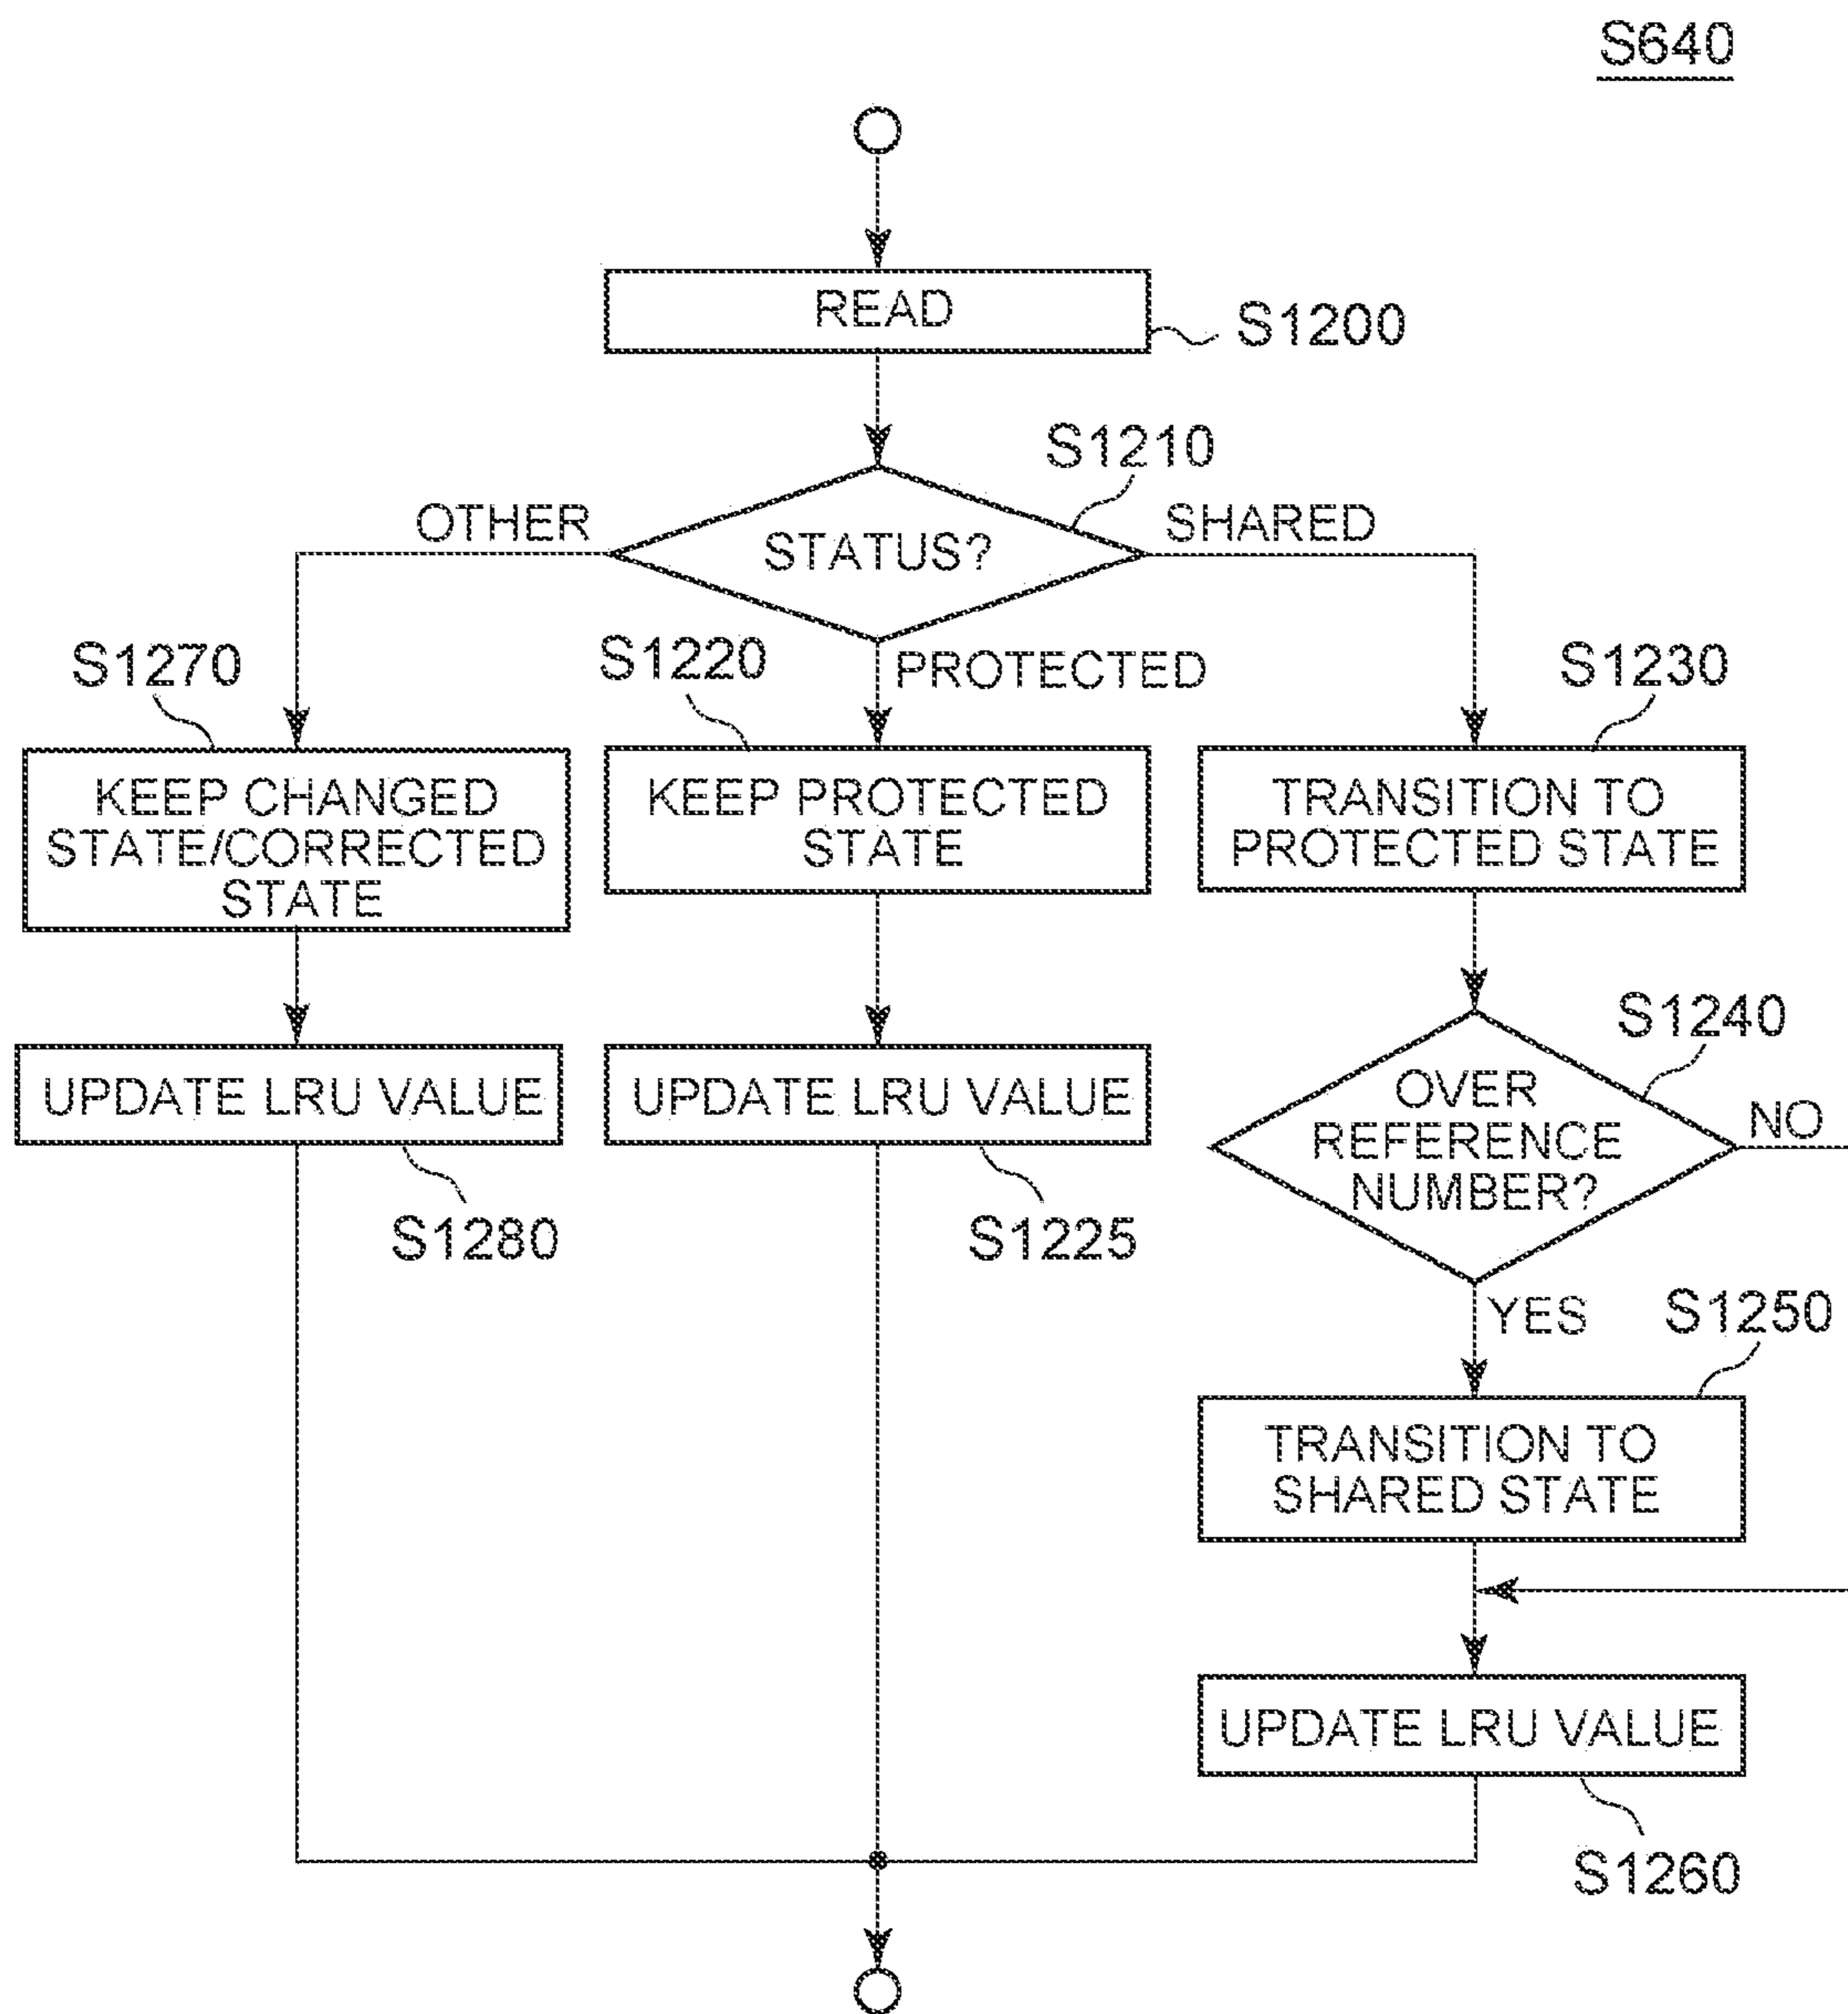 S640
READ
S1200
S1210
OTHER
STATUS?
SHARED
S1270
S1220
PROTECTED
S1230
KEEP CHANGED
STATE/CORRECTED
STATE
KEEP PROTECTED
STATE
TRANSITION TO
PROTECTED STATE
S1240
UPDATE LRU VALUE
UPDATE LRU VALUE
OVER
REFERENCE
NUMBER?
NO
S1280
S1225
YES
S1250
TRANSITION TO
SHARED STATE
UPDATE LRU VALUE
S1260